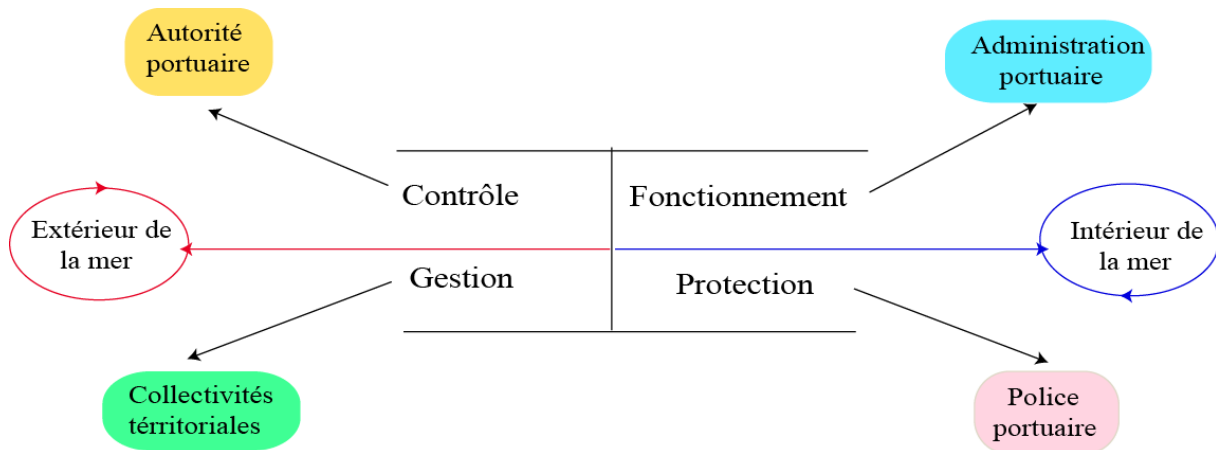 Autorité
portuaire
Administration
portuaire
Contrôle
Fonctionnement
Extérieur de
la mer
Intérieur de
la mer
Gestion
Protection
Collectivités
térritoriales
Police
portuaire